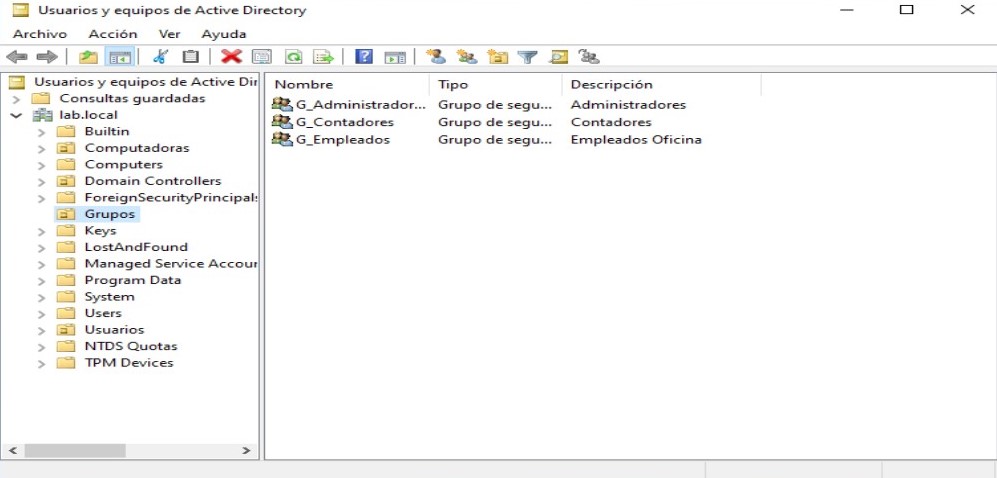 Usuarios y equipos de Active Directory
Archivo Acción Ver Ayuda
Usuarios y equipos de Active Dir
Consultas guardadas
lab.local
Builtin
Computadoras
Computers
Domain Controllers
ForeignSecurityPrincipals
Grupos
Keys
LostAndFound
Managed Service Accour
Program Data
System
Users
Usuarios
NTDS Quotas
TPM Devices
Nombre Tipo Descripción
G_Administrador... Grupo de segu... Administradores
G_Contadores Grupo de segu... Contadores
G_Empleados Grupo de segu... Empleados Oficina